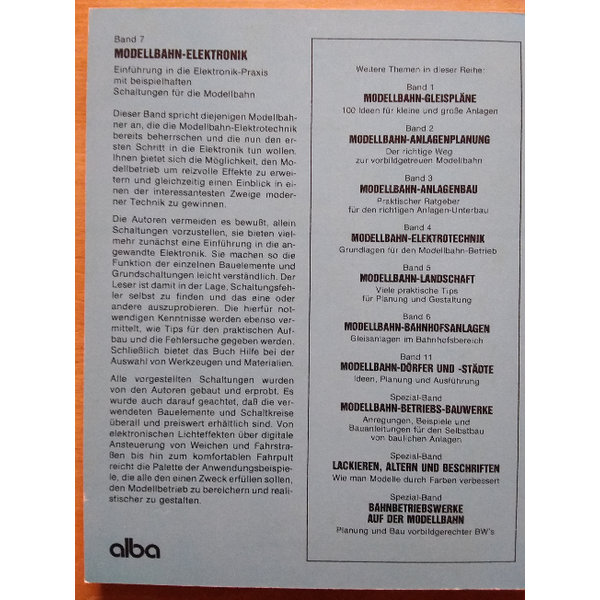 Band 7
MODELLBAHN-ELEKTRONIK
Einführung in die Elektronik-Praxis
mit beispielhaften
Schaltungen für die Modellbahn
Dieser Band spricht diejenigen Modellbah-
ner an, die die Modellbahn-Elektrotechnik
bereits beherrschen und die nun den er-
sten Schritt in die Elektronik tun wollen.
Ihnen bietet sich die Möglichkeit, den Mo-
dellbetrieb um reizvolle Effekte zu erwei-
tern und gleichzeitig einen Einblick in ei-
nen der interessantesten Zweige moder-
ner Technik zu gewinnen.
Die Autoren vermeiden es bewußt, allein
Schaltungen vorzustellen, sie bieten viel-
mehr zunächst eine Einführung in die an-
gewandte Elektronik. Sie machen so die
Funktion der einzelnen Bauelemente und
Grundschaltungen leicht verständlich. Der
Leser ist damit in der Lage, Schaltungsfeh-
ler selbst zu finden und das eine oder
andere auszuprobieren. Die hierfür not-
wendigen Kenntnisse werden ebenso ver-
mittelt, wie Tips für den praktischen Auf-
bau und die Fehlersuche gegeben werden.
Schließlich bietet das Buch Hilfe bei der
Auswahl von Werkzeugen und Materialien.
Alle vorgestellten Schaltungen wurden
von den Autoren gebaut und erprobt. Es
wurde auch darauf geachtet, daß die ver-
wendeten Bauelemente und Schaltkreise
überall und preiswert erhältlich sind. Von
elektronischen Lichteffekten über digitale
Ansteuerung von Weichen und Fahrstra-
ßen bis hin zum komfortablen Fahrpult
reicht die Palette der Anwendungsbeispie-
le, die alle den einen Zweck erfüllen sollen,
den Modellbetrieb zu bereichern und reali-
stischer zu gestalten.
alba
Weitere Themen in dieser Reihe:
Band 1
MODELLBAHN-GLEISPLÄNE
100 Ideen für kleine und große Anlagen
Band 2
MODELLBAHN-ANLAGENPLANUNG
Der richtige Weg
zur vorbildgetreuen Modellbahn
Band 3
MODELLBAHN-ANLAGENBAU
Praktischer Ratgeber
für den richtigen Anlagen-Unterbau
Band 4
MODELLBAHN-ELEKTROTECHNIK
Grundlagen für den Modellbahn-Betrieb
Band 5
MODELLBAHN-LANDSCHAFT
Viele praktische Tips
für Planung und Gestaltung
Band 6
MODELLBAHN-BAHNHOFSANLAGEN
Gleisanlagen im Bahnhofsbereich
Band 11
MODELLBAHN-DÖRFER UND -STÄDTE
Ideen, Planung und Ausführung
Spezial-Band
MODELLBAHN-BETRIEBS-BAUWERKE
Anregungen, Beispiele und
Bauanleitungen für den Selbstbau
von baulichen Anlagen
Spezial-Band
LACKIEREN, ALTERN UND BESCHRIFTEN
Wie man Modelle durch Farben verbessert
Spezial-Band
BAHNBETRIEBSWERKE
AUF DER MODELLBAHN
Planung und Bau vorbildgerechter BW's